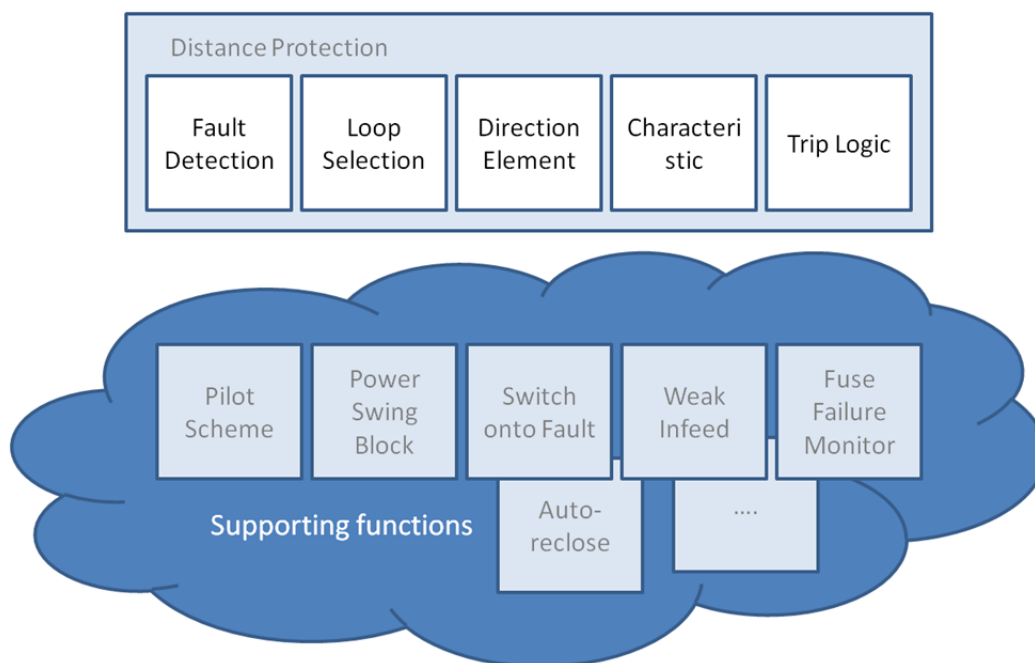 Distance Protection
Fault
Detection
Loop
Selection
Direction
Element
Characteri
stic
Trip Logic
Pilot
Scheme
Power
Swing
Block
Switch
onto Fault
Weak
Infeed
Fuse
Failure
Monitor
Supporting functions
Auto-
reclose
....